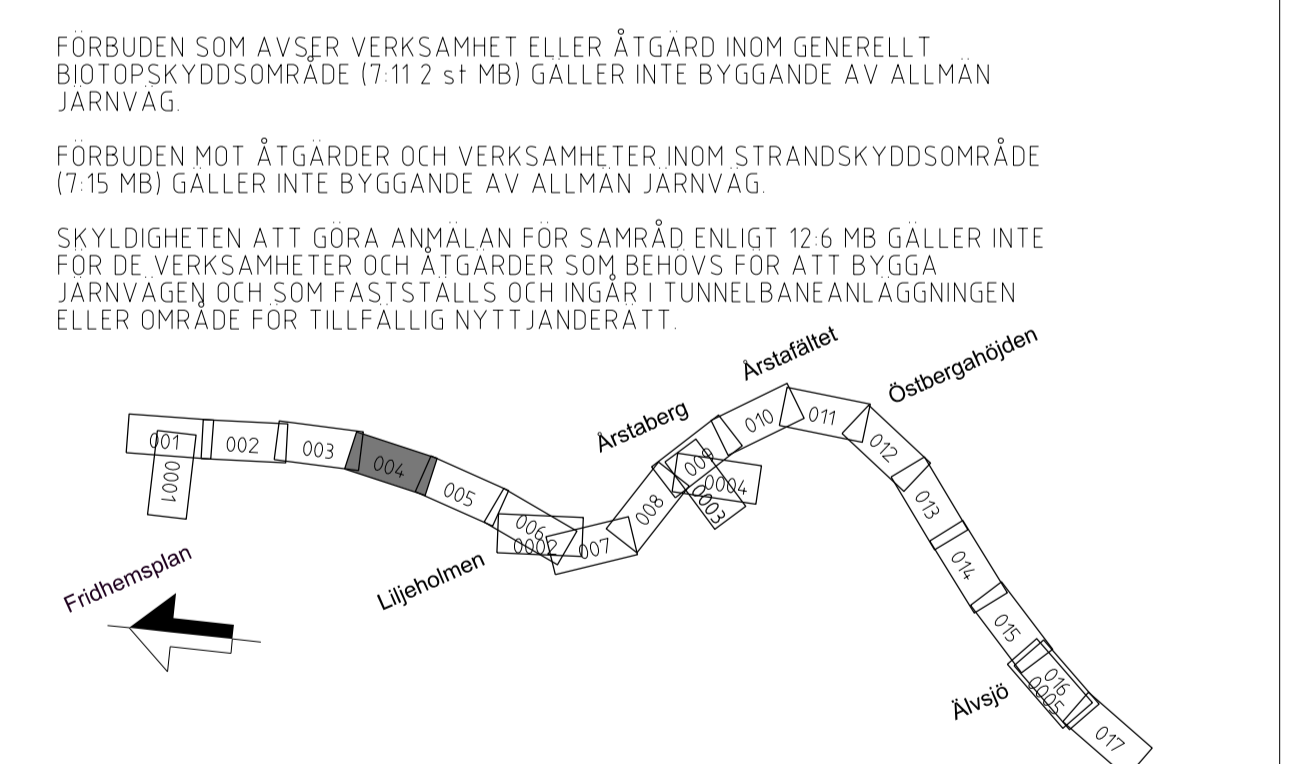 FÖRBUDEN SOM AVSER VERKSAMHET ELLER ÅTGÄRD INOM GENERELLT
BIOTOPSKYDDSOMRÅDE (7:11 2 st MB) GÄLLER INTE BYGGANDE AV ALLMÄN
JÄRNVÄG.
FÖRBUDEN MOT ÅTGÄRDER OCH VERKSAMHETER INOM STRANDSKYDDSOMRÅDE
(7:15 MB) GÄLLER INTE BYGGANDE AV ALLMÄN JÄRNVÄG.
SKYLDIGHETEN ATT GÖRA ANMÄLAN FÖR SAMRÅD ENLIGT 12:6 MB GÄLLER INTE
FÖR DE VERKSAMHETER OCH ÅTGÄRDER SOM BEHÖVS FÖR ATT BYGGA
JÄRNVÄGEN OCH SOM FASTSTÄLLS OCH INGÅR I TUNNELBANEANLÄGGNINGEN
ELLER OMRÅDE FÖR TILLFÄLLIG NYTTJANDERÄTT.
Årstafältet
Östbergahöjden
Årstaberg
001
002
003
004
005
006
007
008
009
010
011
012
013
014
015
016
017
0001
0002
0003
0004
0005
Fridhemsplan
Liljeholmen
Älvsjö